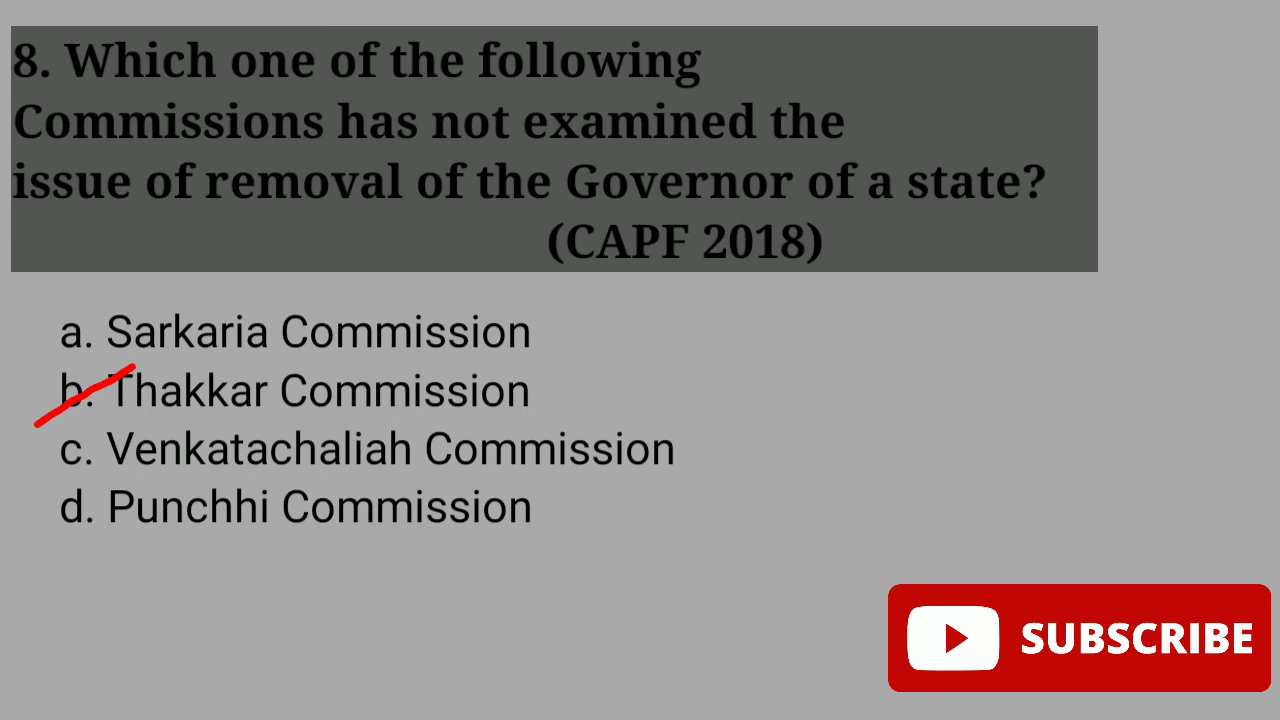 8. Which one of the following
Commissions has not examined the
issue of removal of the Governor of a state?
(CAPF 2018)
a. Sarkaria Commission
b. Thakkar Commission
c. Venkatachaliah Commission
d. Punchhi Commission
SUBSCRIBE